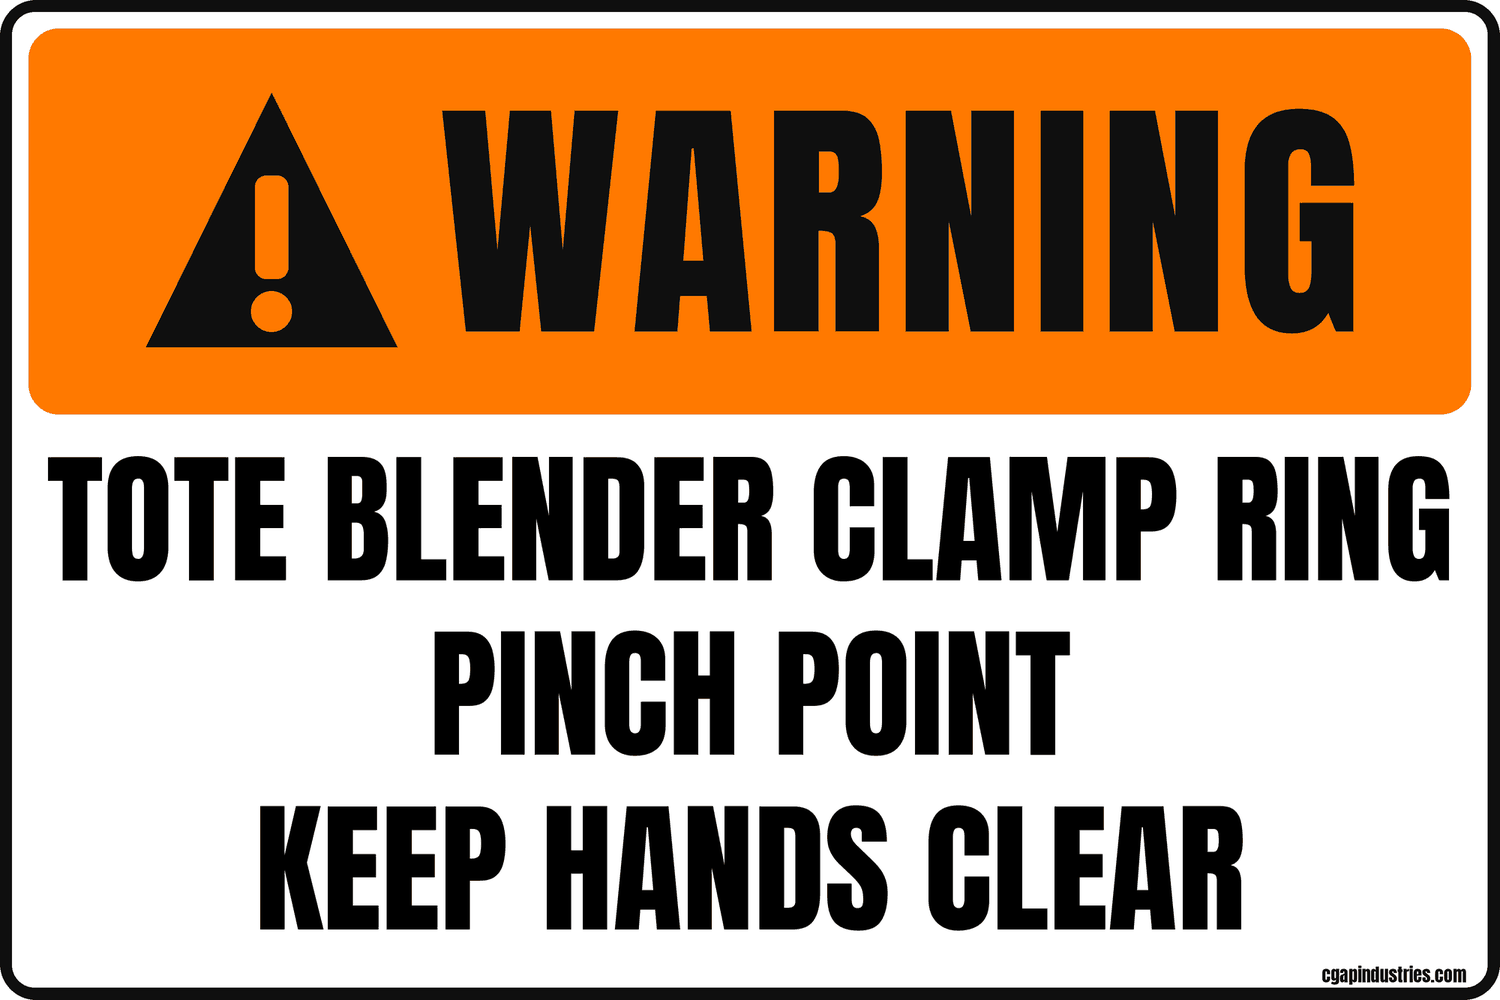 WARNING
TOTE BLENDER CLAMP RING
PINCH POINT
KEEP HANDS CLEAR
cgapindustries.com